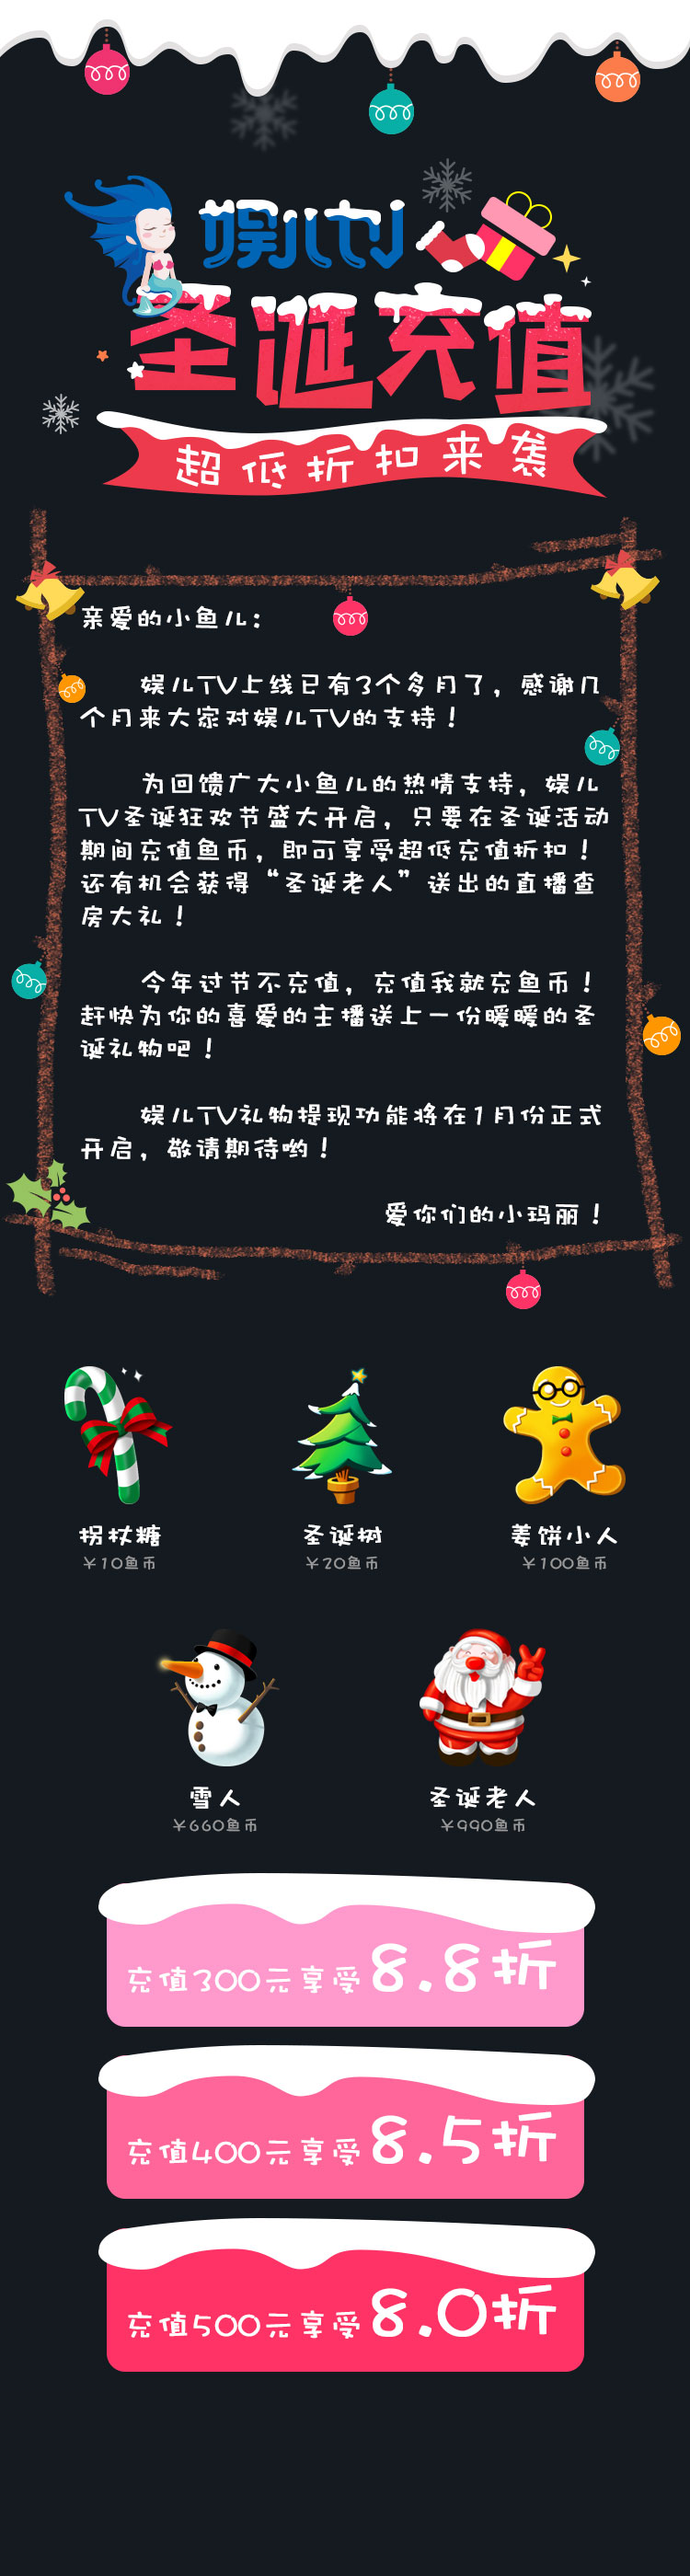 娱儿TV
圣诞充值
超低折扣来袭
亲爱的小鱼儿：
娱儿TV上线已有3个多月了，感谢几
个月来大家对娱儿TV的支持！
为回馈广大小鱼儿的热情支持，娱儿
TV圣诞狂欢节盛大开启，只要在圣诞活动
期间充值鱼币，即可享受超低充值折扣！
还有机会获得“圣诞老人”送出的直播查
房大礼！
今年过节不充值，充值我就充鱼币！
赶快为你的喜爱的主播送上一份暖暖的圣
诞礼物吧！
娱儿TV礼物提现功能将在1月份正式
开启，敬请期待哟！
爱你们的小玛丽！
拐杖糖 圣诞树 姜饼小人
￥10鱼币 ￥20鱼币 ￥100鱼币
雪人 圣诞老人
￥660鱼币 ￥990鱼币
充值300元享受8.8折
充值400元享受8.5折
充值500元享受8.0折